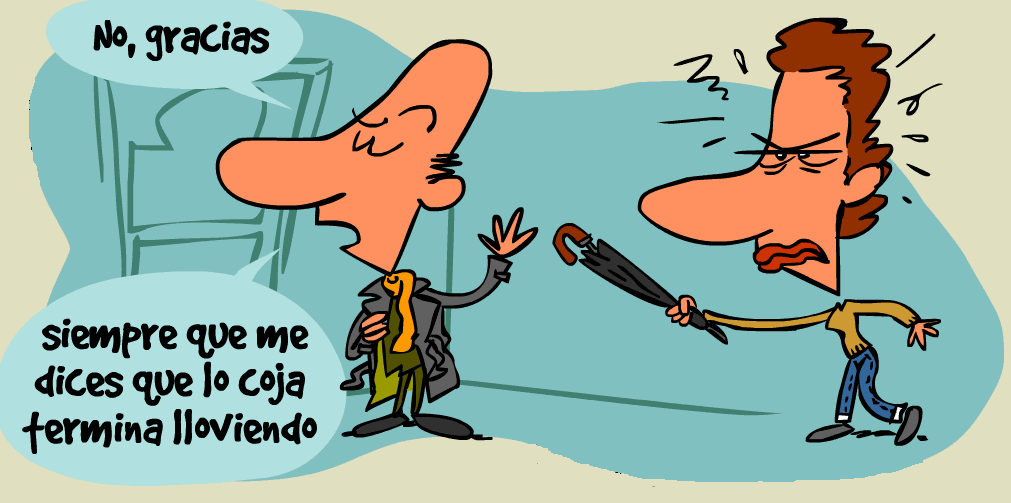 No, gracias
siempre que me
dices que lo coja
termina lloviendo